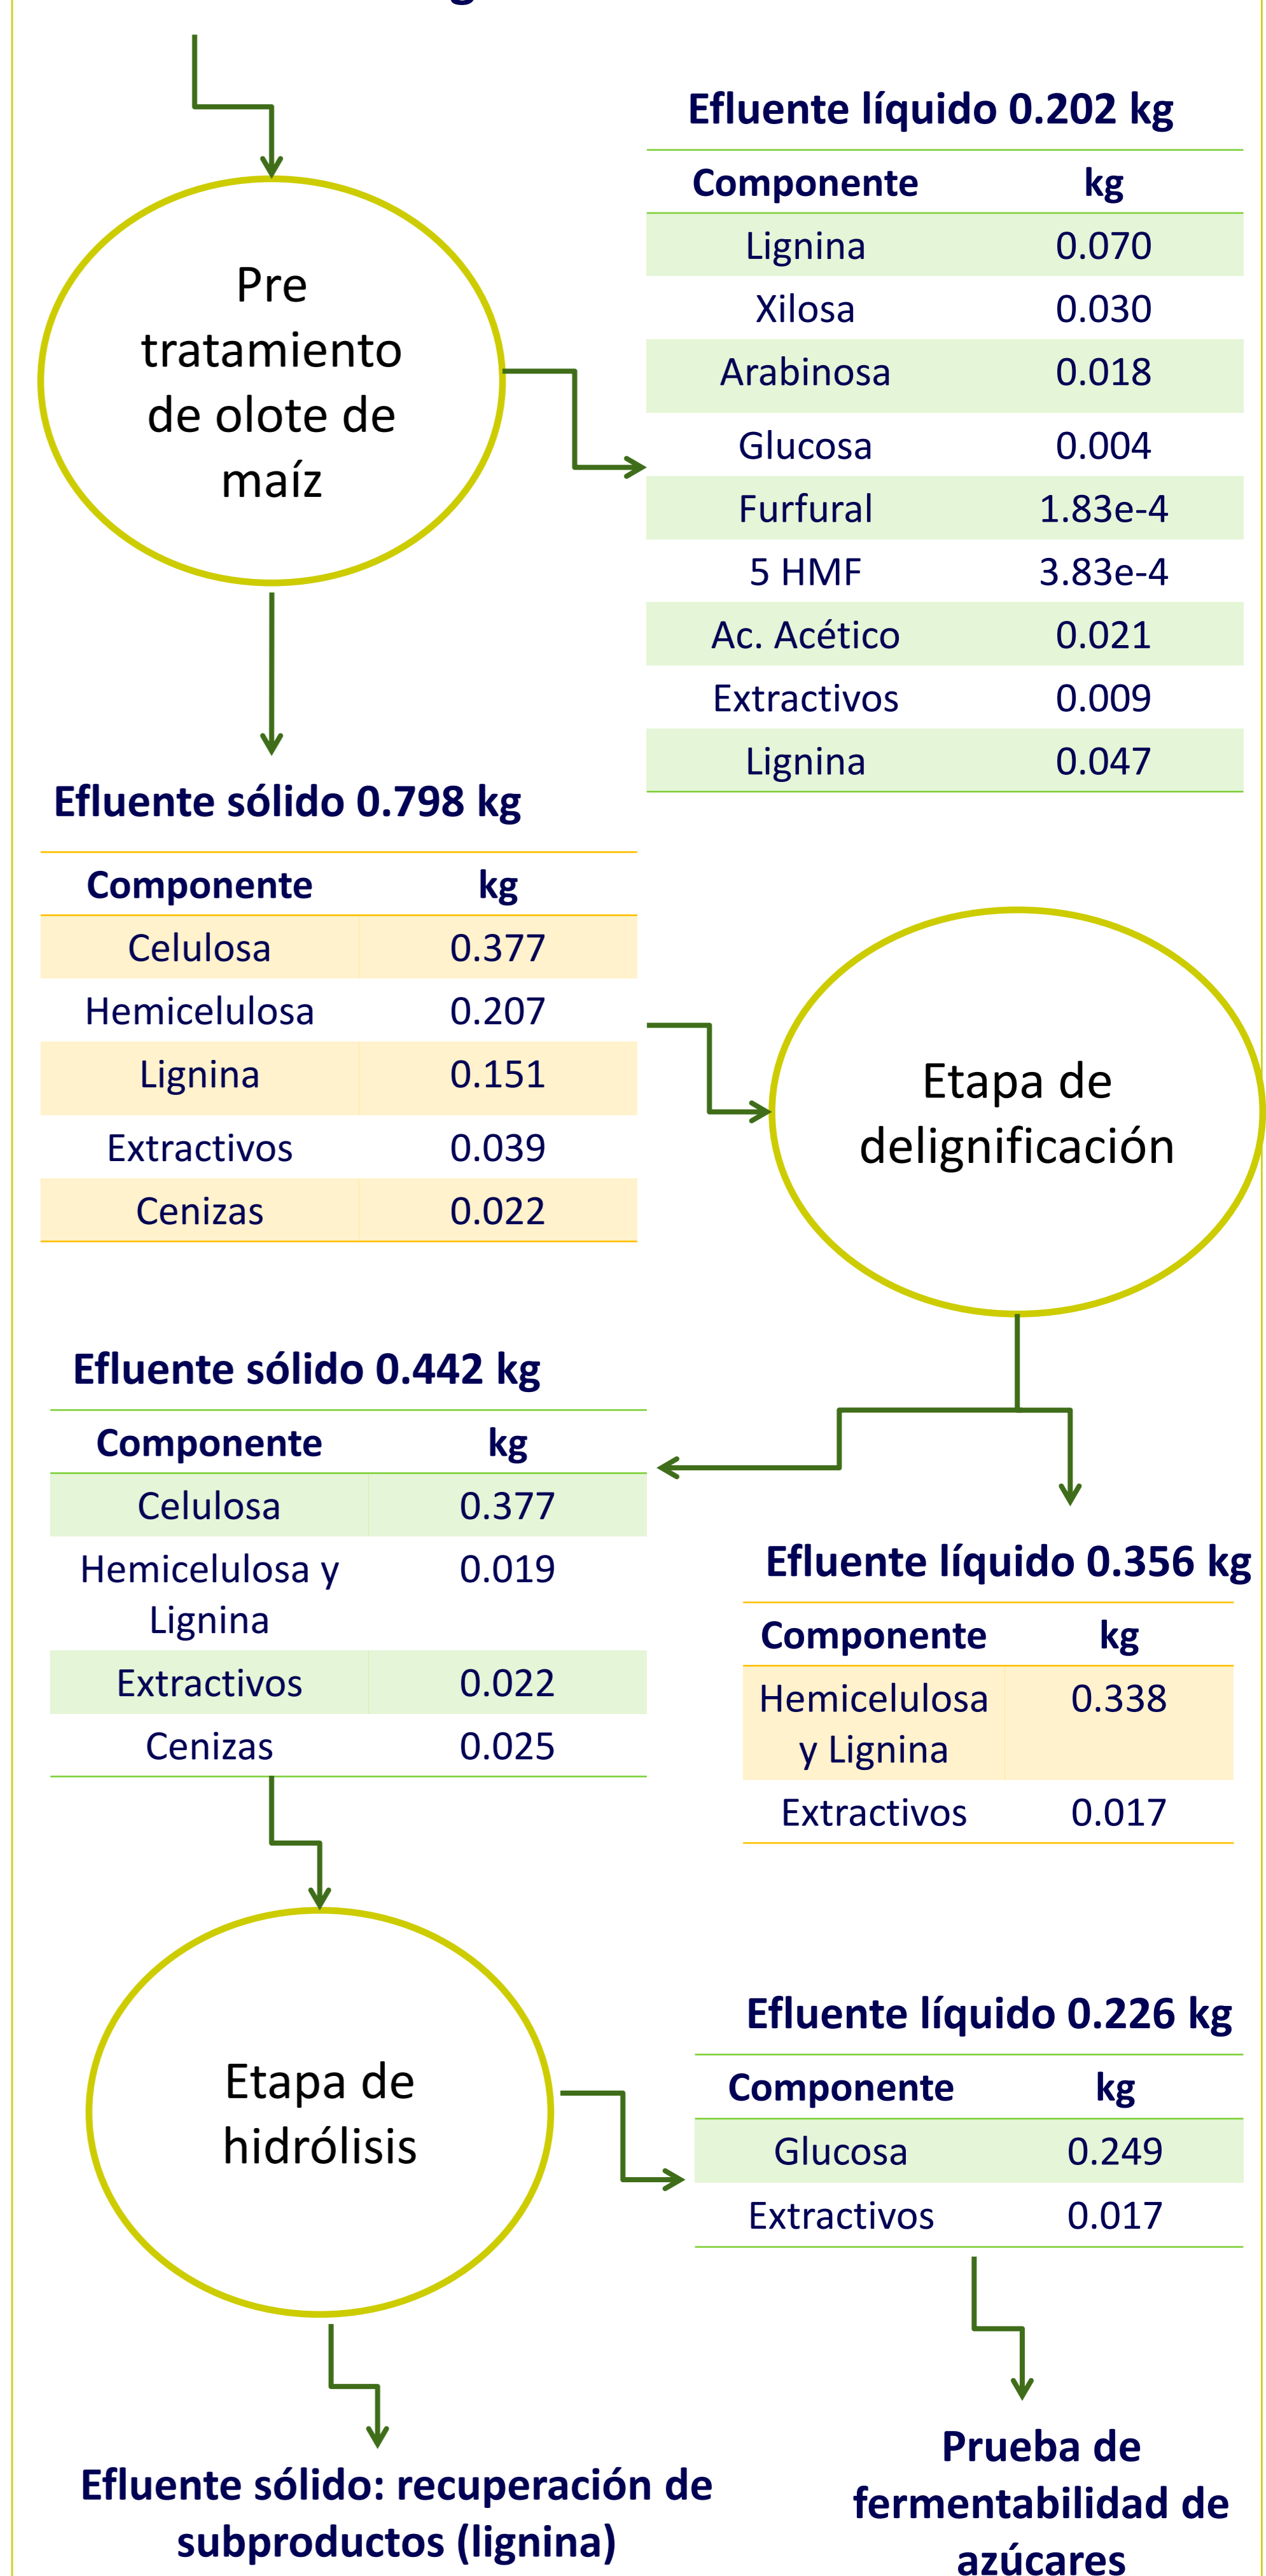 g
Efluente líquido 0.202 kg
Componente kg
Lignina 0.070
Xilosa 0.030
Arabinosa 0.018
Glucosa 0.004
Furfural 1.83e-4
5 HMF 3.83e-4
Ac. Acético 0.021
Extractivos 0.009
Lignina 0.047
Pre
tratamiento
de olote de
maíz
Efluente sólido 0.798 kg
Componente kg
Celulosa 0.377
Hemicelulosa 0.207
Lignina 0.151
Extractivos 0.039
Cenizas 0.022
Etapa de
delignificación
Efluente sólido 0.442 kg
Componente kg
Celulosa 0.377
Hemicelulosa y 0.019
Lignina
Extractivos 0.022
Cenizas 0.025
Efluente líquido 0.356 kg
Componente kg
Hemicelulosa 0.338
y Lignina
Extractivos 0.017
Etapa de
hidrólisis
Efluente líquido 0.226 kg
Componente kg
Glucosa 0.249
Extractivos 0.017
Efluente sólido: recuperación de
subproductos (lignina)
Prueba de
fermentabilidad de
azúcares